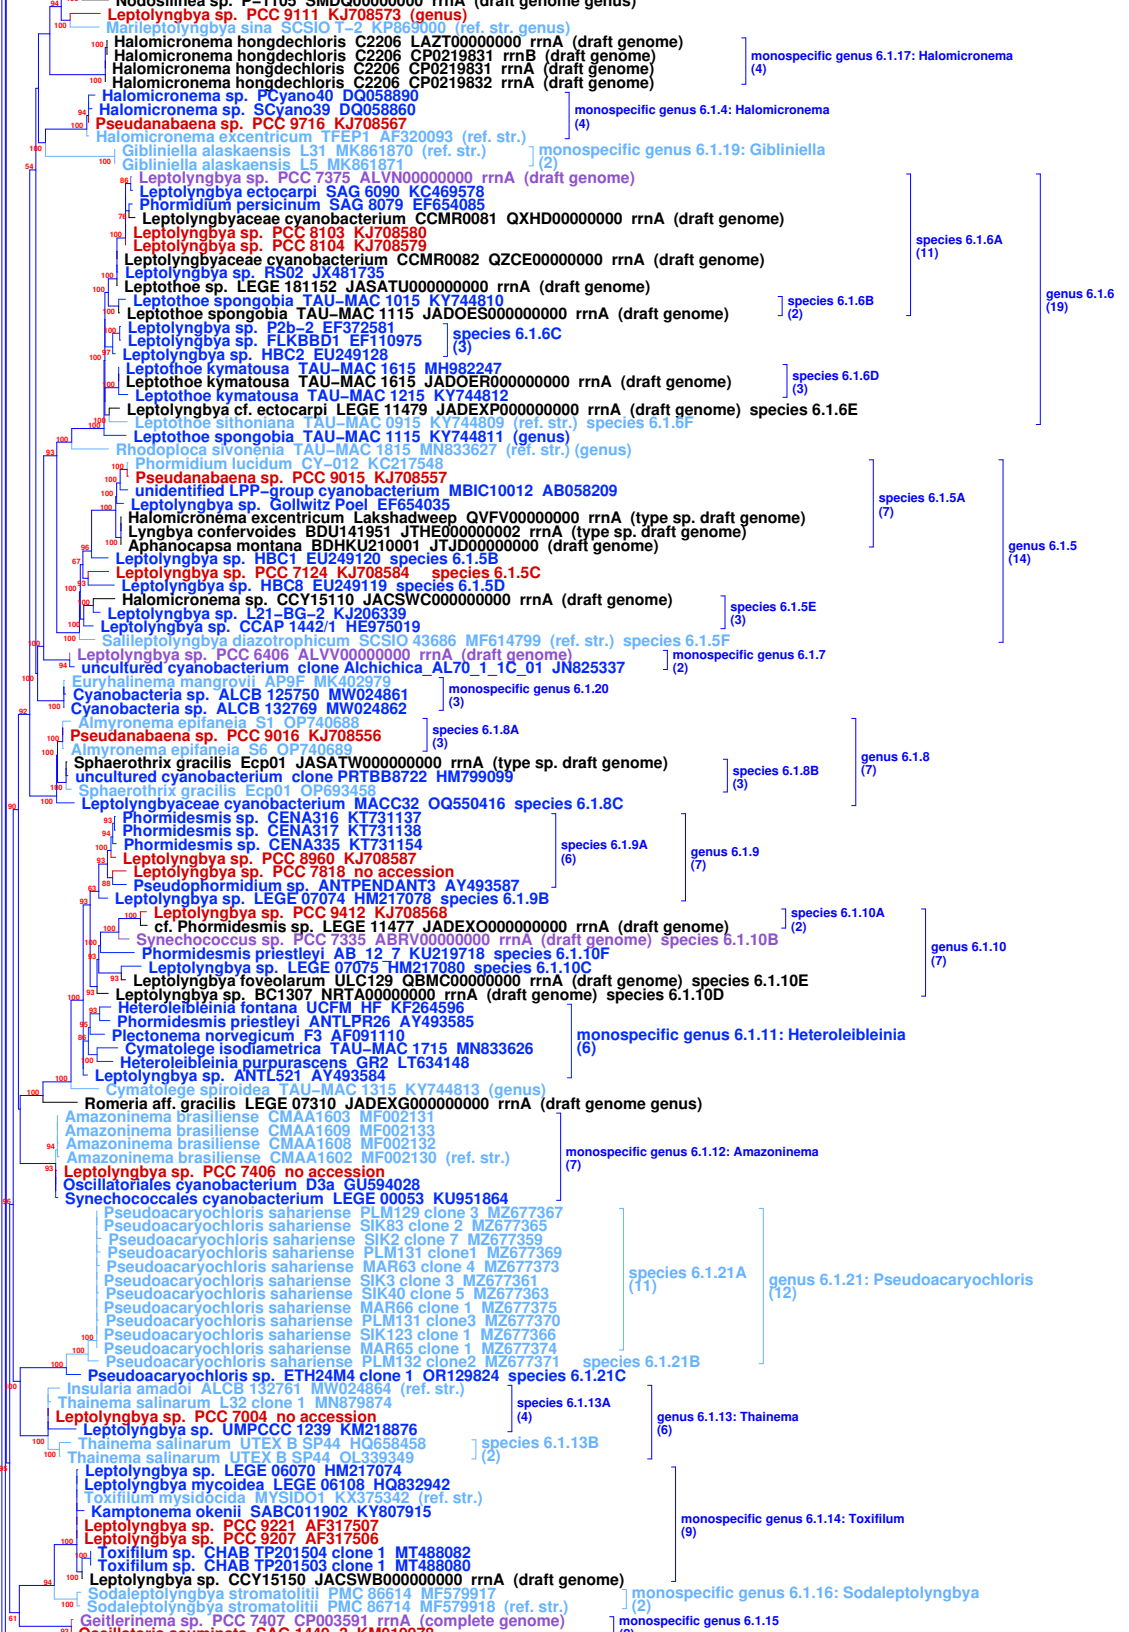 Nodosilinea sp. P-1105 SMDQ00000000 rrnA (draft genome genus)
Leptolyngbya sp. PCC 9111 KJ708573 (genus)
Marileptolyngbya sina SCSIO T-2 KP869000 (ref. str. genus)
Halomicronema hongdechloris C2206 LAZT00000000 rrnA (draft genome)
Halomicronema hongdechloris C2206 CP0219831 rrnB (draft genome)
monospecific genus 6.1.17: Halomicronema
Halomicronema hongdechloris C2206 CP0219831 rrnA (draft genome)
(4)
Halomicronema hongdechloris C2206 CP0219832 rrnA (draft genome)
Halomicronema sp. PCyano40 DQ058890
Halomicronema sp. SCyano39 DQ058860
monospecific genus 6.1.4: Halomicronema
Pseudanabaena sp. PCC 9716 KJ708567
(4)
Halomicronema excentricum TFEP1 AF320093 (ref. str.)
Gibliniella alaskaensis L31 MK861870 (ref. str.)
monospecific genus 6.1.19: Gibliniella
Gibliniella alaskaensis L5 MK861871
(2)
Leptolyngbya sp. PCC 7375 ALVN00000000 rrnA (draft genome)
Leptolyngbya ectocarpi SAG 6090 KC469578
Phormidium persicinum SAG 8079 EF654085
Leptolyngbyaceae cyanobacterium CCMR0081 QXHD00000000 rrnA (draft genome)
Leptolyngbya sp. PCC 8103 KJ708580
species 6.1.6A
Leptolyngbya sp. PCC 8104 KJ708579
(11)
Leptolyngbyaceae cyanobacterium CCMR0082 QZCE00000000 rrnA (draft genome)
Leptolyngbya sp. RS02 JX481735
Leptothoe sp. LEGE 181152 JASATU000000000 rrnA (draft genome)
genus 6.1.6
(19)
Leptothoe spongobia TAU-MAC 1015 KY744810
species 6.1.6B
Leptothoe spongobia TAU-MAC 1115 JADOES000000000 rrnA (draft genome)
(2)
Leptolyngbya sp. P2b-2 EF372581
Leptolyngbya sp. FLKBBD1 EF110975
species 6.1.6C
(3)
Leptolyngbya sp. HBC2 EU249128
Leptothoe kymatousa TAU-MAC 1615 MH982247
Leptothoe kymatousa TAU-MAC 1615 JADOER000000000 rrnA (draft genome)
species 6.1.6D
(3)
Leptothoe kymatousa TAU-MAC 1215 KY744812
Leptolyngbya cf. ectocarpi LEGE 11479 JADEXP000000000 rrnA (draft genome) species 6.1.6E
Leptothoe sithoniana TAU-MAC 0915 KY744809 (ref. str.) species 6.1.6F
Leptothoe spongobia TAU-MAC 1115 KY744811 (genus)
Rhodoploca sivonenia TAU-MAC 1815 MN833627 (ref. str.) (genus)
Phormidium lucidum CY-012 KC217548
Pseudanabaena sp. PCC 9015 KJ708557
unidentified LPP-group cyanobacterium MBIC10012 AB058209
species 6.1.5A
(7)
Leptolyngbya sp. Gollwitz Poel EF654035
Halomicronema excentricum Lakshadweep QVFV00000000 rrnA (type sp. draft genome)
Lyngbya confervoides BDU141951 JTHE000000002 rrnA (type sp. draft genome)
Aphanocapsa montana BDHKU210001 JTJD00000000 (draft genome)
genus 6.1.5
(14)
Leptolyngbya sp. HBC1 EU249120 species 6.1.5B
Leptolyngbya sp. PCC 7124 KJ708584 species 6.1.5C
Leptolyngbya sp. HBC8 EU249119 species 6.1.5D
Halomicronema sp. CCY15110 JACSWC000000000 rrnA (draft genome)
species 6.1.5E
(3)
Leptolyngbya sp. L21-BG-2 KJ206339
Leptolyngbya sp. CCAP 1442/1 HE975019
Salileptolyngbya diazotrophicum SCSIO 43686 MF614799 (ref. str.) species 6.1.5F
Leptolyngbya sp. PCC 6406 ALVV00000000 rrnA (draft genome)
monospecific genus 6.1.7
uncultured cyanobacterium clone Alchichica_AL70_1_1C_01 JN825337
(2)
Euryhalinema mangrovii AP9F MK402979
Cyanobacteria sp. ALCB 125750 MW024861
monospecific genus 6.1.20
(3)
Cyanobacteria sp. ALCB 132769 MW024862
Almyronema epifaneia S1 OP740688
Pseudanabaena sp. PCC 9016 KJ708556
species 6.1.8A
(3)
Almyronema epifaneia S6 OP740689
genus 6.1.8
(7)
Sphaerothrix gracilis Ecp01 JASATW000000000 rrnA (type sp. draft genome)
uncultured cyanobacterium clone PRTBB8722 HM799099
species 6.1.8B
(3)
Sphaerothrix gracilis Ecp01 OP693458
Leptolyngbyaceae cyanobacterium MACC32 OQ550416 species 6.1.8C
Phormidesmis sp. CENA316 KT731137
Phormidesmis sp. CENA317 KT731138
Phormidesmis sp. CENA335 KT731154
species 6.1.9A
(6)
genus 6.1.9
(7)
Leptolyngbya sp. PCC 8960 KJ708587
Leptolyngbya sp. PCC 7818 no accession
Pseudophormidium sp. ANTPENDANT3 AY493587
Leptolyngbya sp. LEGE 07074 HM217078 species 6.1.9B
Leptolyngbya sp. PCC 9412 KJ708568
species 6.1.10A
cf. Phormidesmis sp. LEGE 11477 JADEXO000000000 rrnA (draft genome)
(2)
Synechococcus sp. PCC 7335 ABRV00000000 rrnA (draft genome) species 6.1.10B
genus 6.1.10
Phormidesmis priestleyi AB_12_7 KU219718 species 6.1.10F
(7)
Leptolyngbya sp. LEGE 07075 HM217080 species 6.1.10C
Leptolyngbya foveolarum ULC129 QBMC00000000 rrnA (draft genome) species 6.1.10E
Leptolyngbya sp. BC1307 NRTA00000000 rrnA (draft genome) species 6.1.10D
Heteroleibleinia fontana UCFM HF KF264596
Phormidesmis priestleyi ANTLPR26 AY493585
Plectonema norvegicum F3 AF091110
monospecific genus 6.1.11: Heteroleibleinia
(6)
Cymatolege isodiametrica TAU-MAC 1715 MN833626
Heteroleibleinia purpurascens GR2 LT634148
Leptolyngbya sp. ANTL521 AY493584
Cymatolege spiroidea TAU-MAC 1315 KY744813 (genus)
Romeria aff. gracilis LEGE 07310 JADEXG000000000 rrnA (draft genome genus)
Amazoninema brasiliense CMAA1603 MF002131
Amazoninema brasiliense CMAA1609 MF002133
Amazoninema brasiliense CMAA1608 MF002132
Amazoninema brasiliense CMAA1602 MF002130 (ref. str.)
monospecific genus 6.1.12: Amazoninema
(7)
Leptolyngbya sp. PCC 7406 no accession
Oscillatoriales cyanobacterium D3a GU594028
Synechococcales cyanobacterium LEGE 00053 KU951864
Pseudoacaryochloris sahariense PLM129 clone 3 MZ677367
Pseudoacaryochloris sahariense SIK83 clone 2 MZ677365
Pseudoacaryochloris sahariense SIK2 clone 7 MZ677359
Pseudoacaryochloris sahariense PLM131 clone1 MZ677369
Pseudoacaryochloris sahariense MAR63 clone 4 MZ677373
Pseudoacaryochloris sahariense SIK3 clone 3 MZ677361
species 6.1.21A
(11)
genus 6.1.21: Pseudoacaryochloris
(12)
Pseudoacaryochloris sahariense SIK40 clone 5 MZ677363
Pseudoacaryochloris sahariense MAR66 clone 1 MZ677375
Pseudoacaryochloris sahariense PLM131 clone3 MZ677370
Pseudoacaryochloris sahariense SIK123 clone 1 MZ677366
Pseudoacaryochloris sahariense MAR65 clone 1 MZ677374
Pseudoacaryochloris sahariense PLM132 clone2 MZ677371 species 6.1.21B
Pseudoacaryochloris sp. ETH24M4 clone 1 OR129824 species 6.1.21C
Insularia amadoi ALCB 132761 MW024864 (ref. str.)
Thainema salinarum L32 clone 1 MN879874
species 6.1.13A
(4)
Leptolyngbya sp. PCC 7004 no accession
genus 6.1.13: Thainema
(6)
Leptolyngbya sp. UMPCCC 1239 KM218876
Thainema salinarum UTEX B SP44 HQ658458
species 6.1.13B
Thainema salinarum UTEX B SP44 OL339349
(2)
Leptolyngbya sp. LEGE 06070 HM217074
Leptolyngbya mycoidea LEGE 06108 HQ832942
Toxifilum mysidocida MYSIDO1 KX375342 (ref. str.)
Kamptonema okenii SABC011902 KY807915
monospecific genus 6.1.14: Toxifilum
(9)
Leptolyngbya sp. PCC 9221 AF317507
Leptolyngbya sp. PCC 9207 AF317506
Toxifilum sp. CHAB TP201504 clone 1 MT488082
Toxifilum sp. CHAB TP201503 clone 1 MT488080
Leptolyngbya sp. CCY15150 JACSWB000000000 rrnA (draft genome)
Sodaleptolyngbya stromatolitii PMC 86614 MF579917
monospecific genus 6.1.16: Sodaleptolyngbya
Sodaleptolyngbya stromatolitii PMC 86714 MF579918 (ref. str.)
(2)
Geitlerinema sp. PCC 7407 CP003591 rrnA (complete genome)
monospecific genus 6.1.15